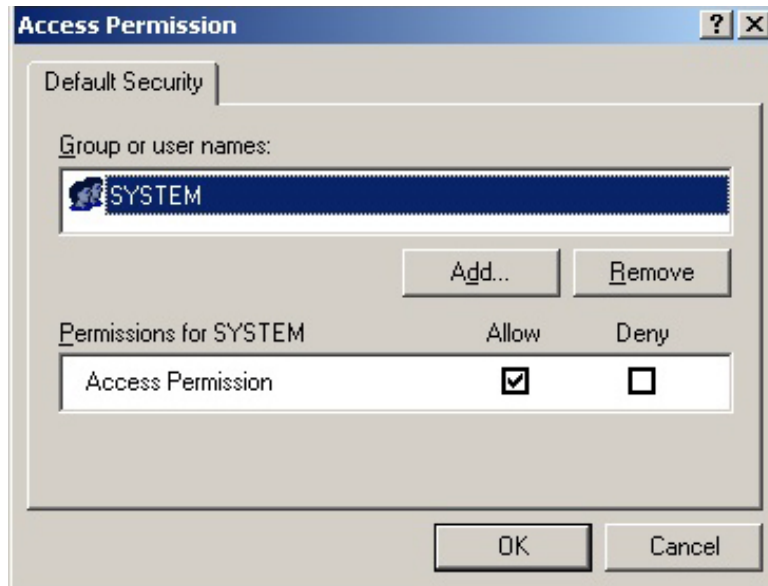 Access Permission
Default Security
Group or user names:
SYSTEM
Add... Remove
Permissions for SYSTEM Allow Deny
Access Permission
OK Cancel